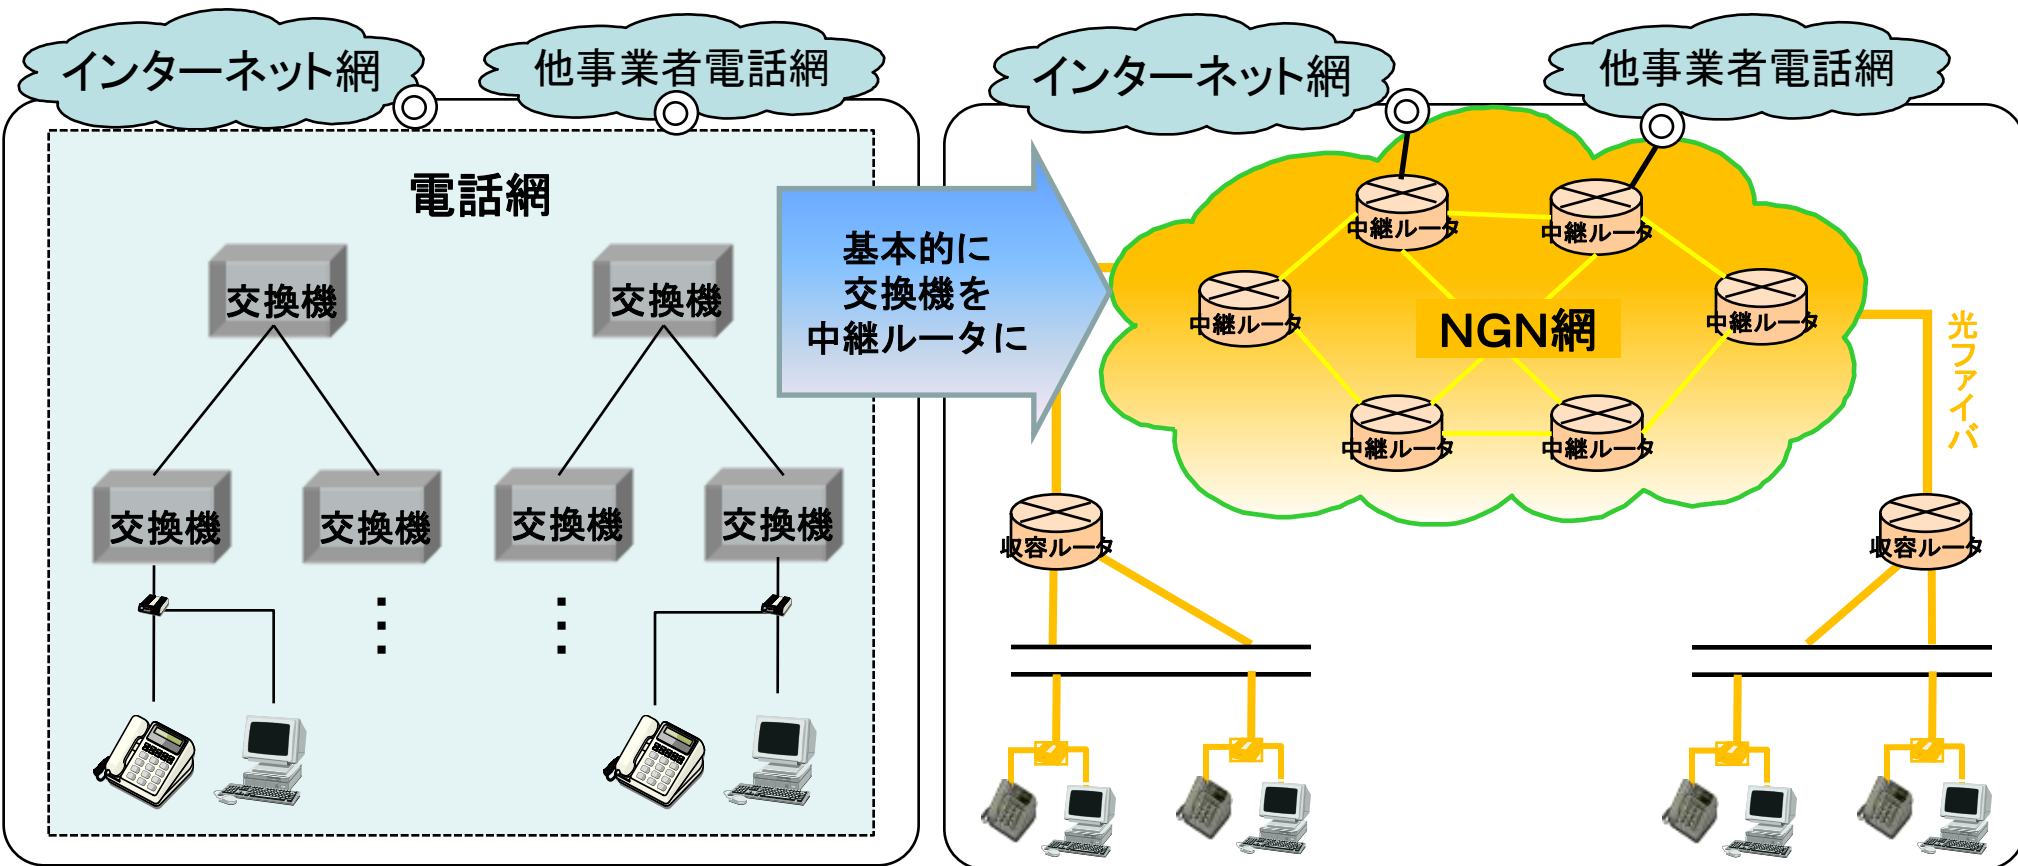 インターネット網
他事業者電話網
電話網
交換機
交換機
交換機
交換機
交換機
交換機
基本的に
交換機を
中継ルータに
インターネット網
他事業者電話網
中継ルータ
中継ルータ
中継ルータ
中継ルータ
NGN網
中継ルータ
中継ルータ
光ファイバ
収容ルータ
収容ルータ